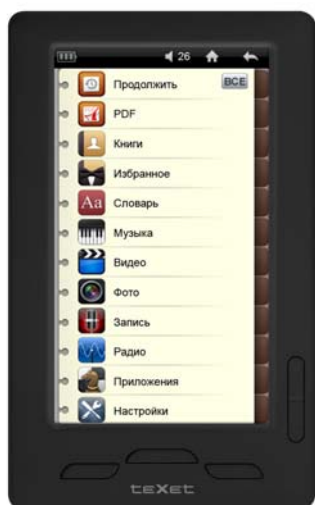 26
Продолжить ВСЕ
PDF
Книги
Избранное
Aa Словарь
Музыка
Видео
Фото
Запись
Радио
Приложения
Настройки
teXet